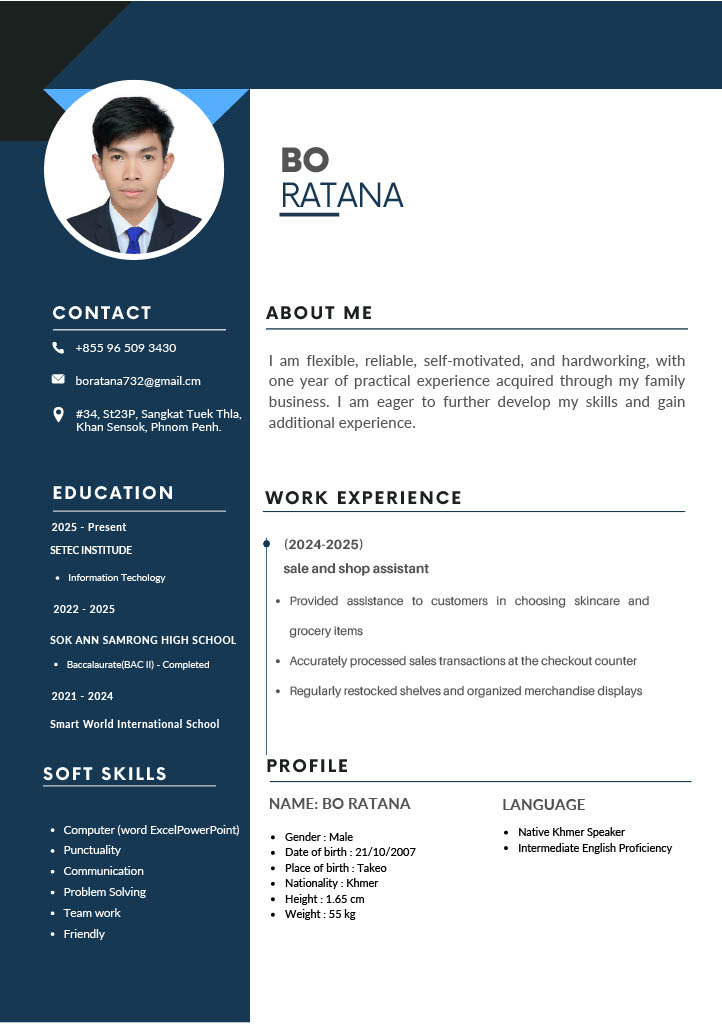 BO
RATANA
CONTACT
+855 96 509 3430
boratana732@gmail.cm
#34, St23P, Sangkat Tuek Thla,
Khan Sensok, Phnom Penh.
EDUCATION
2025 - Present
SETEC INSTITUDE
• Information Techology
2022 - 2025
SOK ANN SAMRONG HIGH SCHOOL
• Baccalaurate(BAC II) - Completed
2021 - 2024
Smart World International School
SOFT SKILLS
• Computer (word ExcelPowerPoint)
• Punctuality
• Communication
• Problem Solving
• Team work
• Friendly
ABOUT ME
I am flexible, reliable, self-motivated, and hardworking, with
one year of practical experience acquired through my family
business. I am eager to further develop my skills and gain
additional experience.
WORK EXPERIENCE
(2024-2025)
sale and shop assistant
• Provided assistance to customers in choosing skincare and
grocery items
• Accurately processed sales transactions at the checkout counter
• Regularly restocked shelves and organized merchandise displays
PROFILE
NAME: BO RATANA
• Gender : Male
• Date of birth : 21/10/2007
• Place of birth : Takeo
• Nationality : Khmer
• Height : 1.65 cm
• Weight : 55 kg
LANGUAGE
• Native Khmer Speaker
• Intermediate English Proficiency